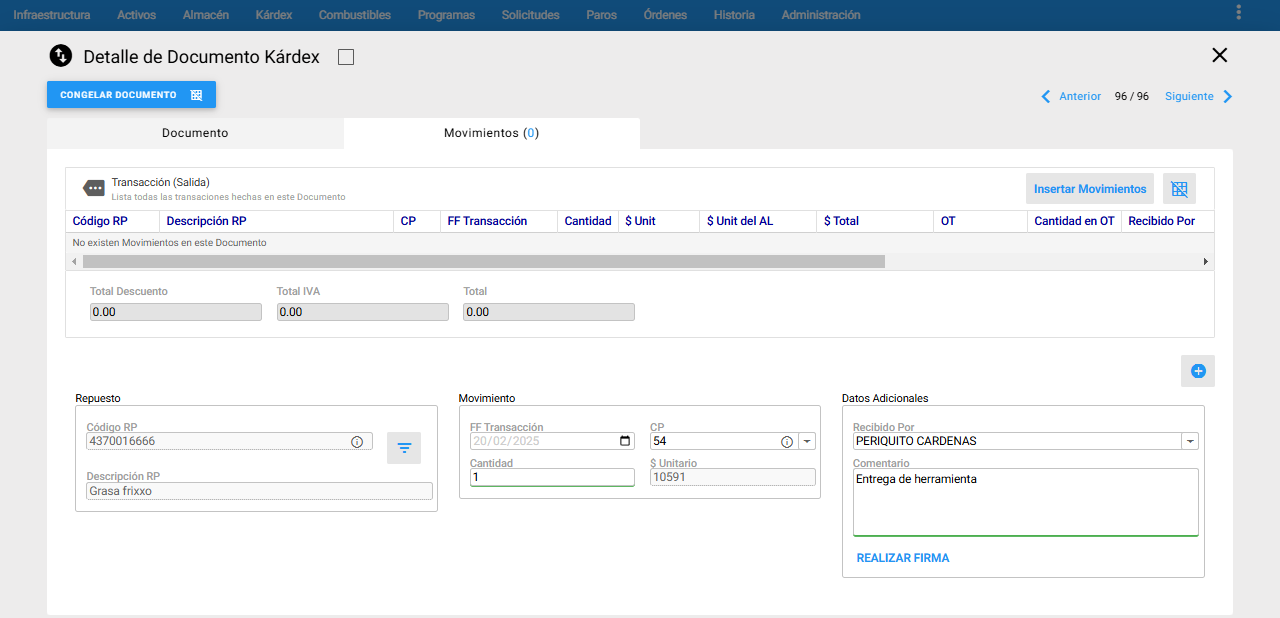 Infraestructura Activos Almacén Kárdex Combustibles Programas Solicitudes Paros Órdenes Historia Administración
Detalle de Documento Kárdex
CONGELAR DOCUMENTO
Anterior 96 / 96 Siguiente
Documento Movimientos (0)
Transacción (Salida)
Lista todas las transaciones hechas en este Documento
Insertar Movimientos
Código RP Descripción RP CP FF Transacción Cantidad $ Unit $ Unit del AL $ Total OT Cantidad en OT Recibido Por
No existen Movimientos en este Documento
Total Descuento Total IVA Total
0.00 0.00 0.00
Repuesto
Código RP
4370016666
Descripción RP
Grasa frixxo
Movimiento
FF Transacción CP
20/02/2025 54
Cantidad $ Unitario
1 10591
Datos Adicionales
Recibido Por
PERIQUITO CARDENAS
Comentario
Entrega de herramienta
REALIZAR FIRMA